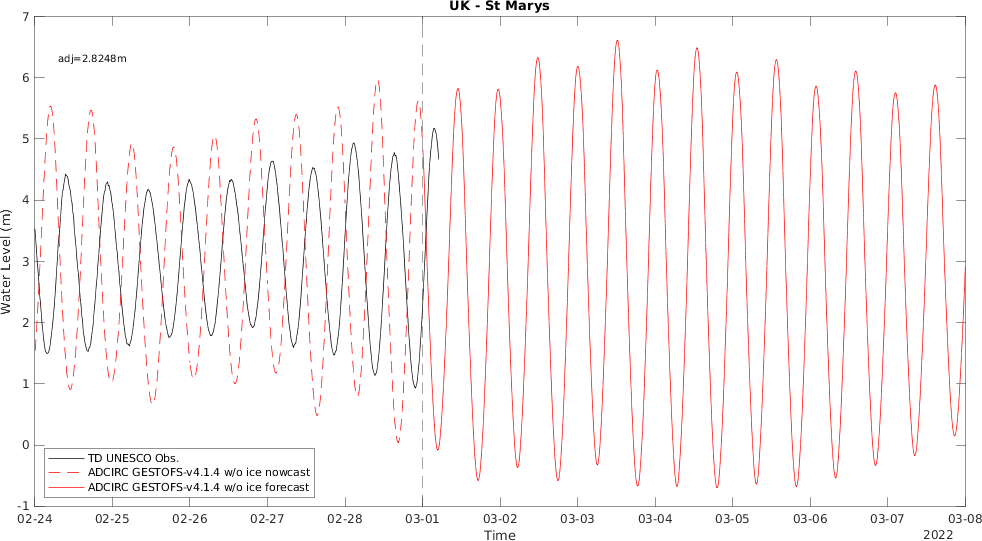 UK - St Marys
adj=2.8248m
7
6
5
4
3
2
1
0
-1
Water Level (m)
TD UNESCO Obs.
ADCIRC GESTOFS-v4.1.4 w/o ice nowcast
ADCIRC GESTOFS-v4.1.4 w/o ice forecast
02-24 02-25 02-26 02-27 02-28 03-01 03-02 03-03 03-04 03-05 03-06 03-07 03-08
Time
2022